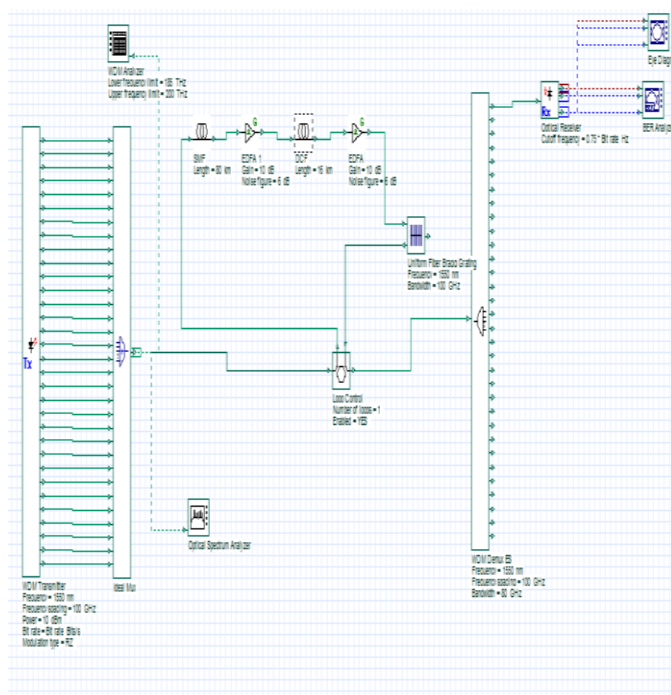 WDM Analyzer
Lower frequency limit = 185 THz
Upper frequency limit = 200 THz
Eye Diag
SMF
Length = 80 km
EDFA 1
Gain = 10 dB
Noise figure = 6 dB
DCF
Length = 16 km
EDFA
Gain = 10 dB
Noise figure = 6 dB
Rx
Optical Receiver
Cutoff frequency = 0.75 * Bit rate Hz
BER Analyz
Uniform Fiber Bragg Grating
Frequency = 1550 nm
Bandwidth = 100 GHz
Tx
Loop Control
Number of loops = 1
Enabled = YES
Optical Spectrum Analyzer
WDM Transmitter
Frequency = 1550 nm
Frequency spacing = 100 GHz
Power = 10 dBm
Bit rate = Bit rate Bits/s
Modulation type = RZ
Ideal Mux
WDM Demux ES
Frequency = 1550 nm
Frequency spacing = 100 GHz
Bandwidth = 80 GHz